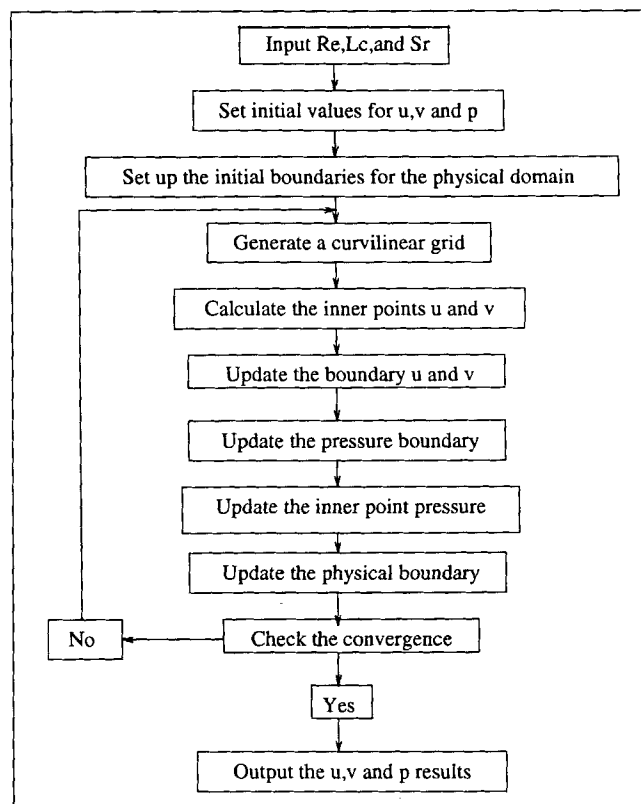 Input Re,Lc,and Sr
Set initial values for u,v and p
Set up the initial boundaries for the physical domain
Generate a curvilinear grid
Calculate the inner points u and v
Update the boundary u and v
Update the pressure boundary
Update the inner point pressure
Update the physical boundary
No
Check the convergence
Yes
Output the u,v and p results